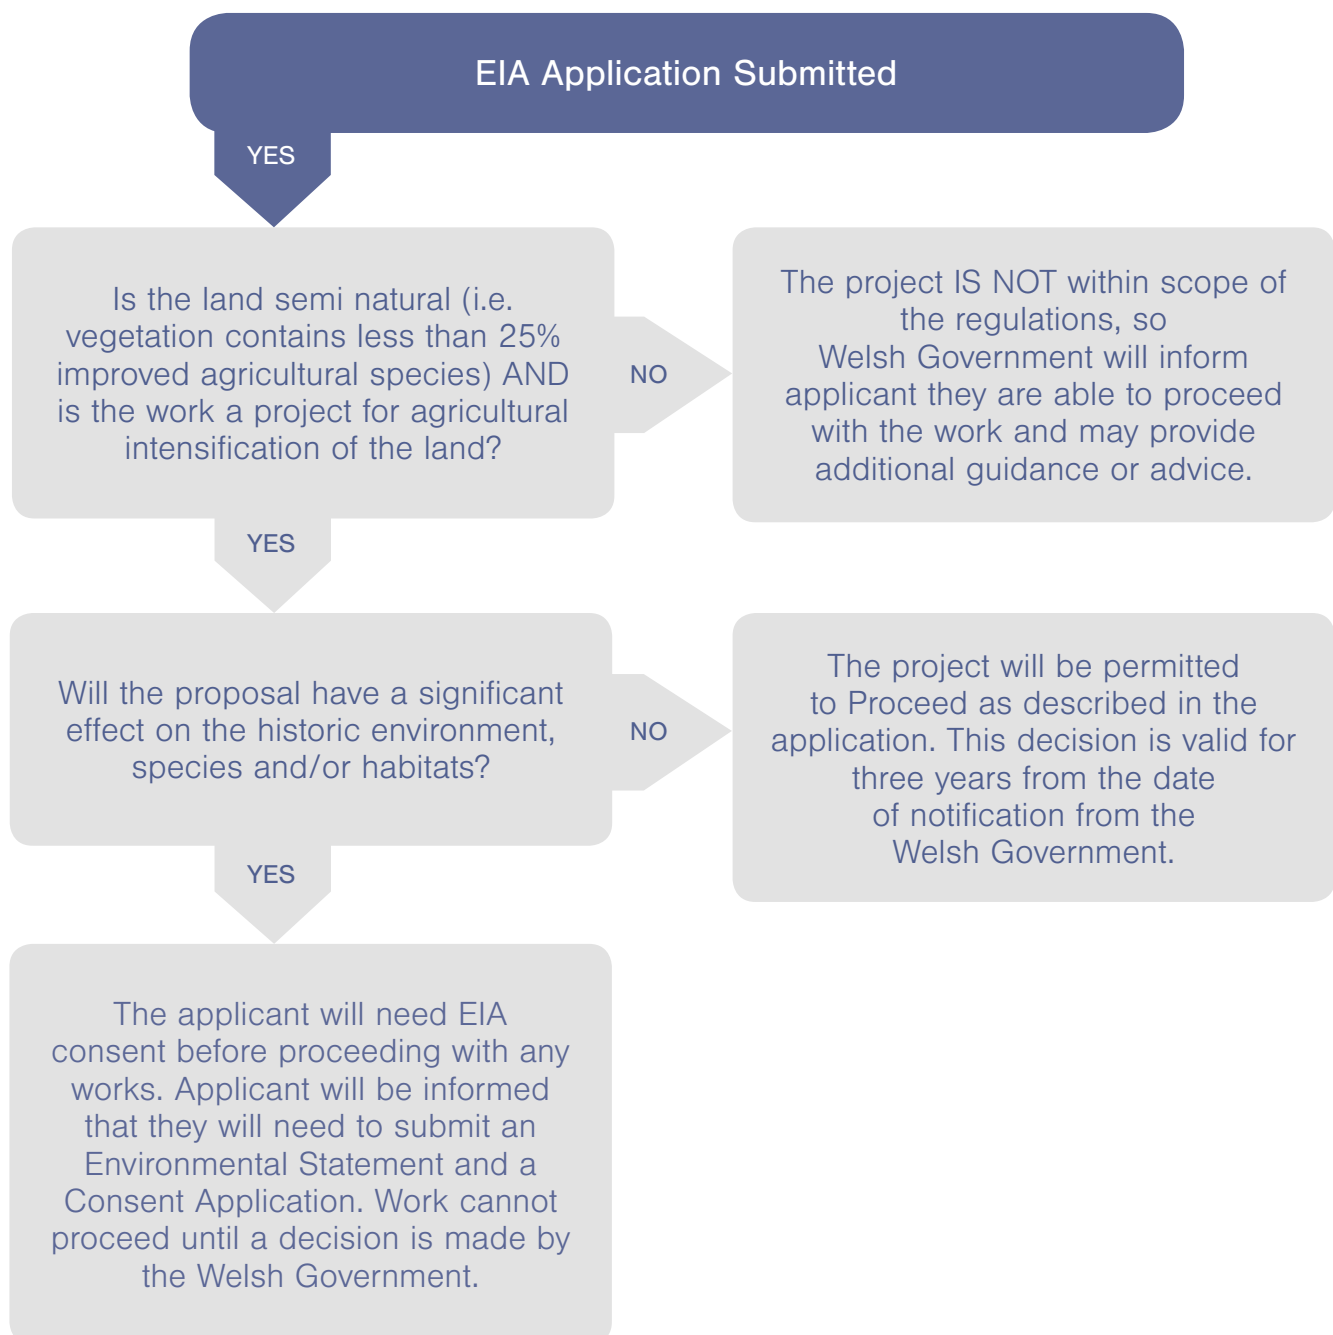 EIA Application Submitted
YES
Is the land semi natural (i.e.
vegetation contains less than 25%
improved agricultural species) AND
is the work a project for agricultural
intensification of the land?
NO
The project IS NOT within scope of
the regulations, so
Welsh Government will inform
applicant they are able to proceed
with the work and may provide
additional guidance or advice.
YES
Will the proposal have a significant
effect on the historic environment,
species and/or habitats?
NO
The project will be permitted
to Proceed as described in the
application. This decision is valid for
three years from the date
of notification from the
Welsh Government.
YES
The applicant will need EIA
consent before proceeding with any
works. Applicant will be informed
that they will need to submit an
Environmental Statement and a
Consent Application. Work cannot
proceed until a decision is made by
the Welsh Government.